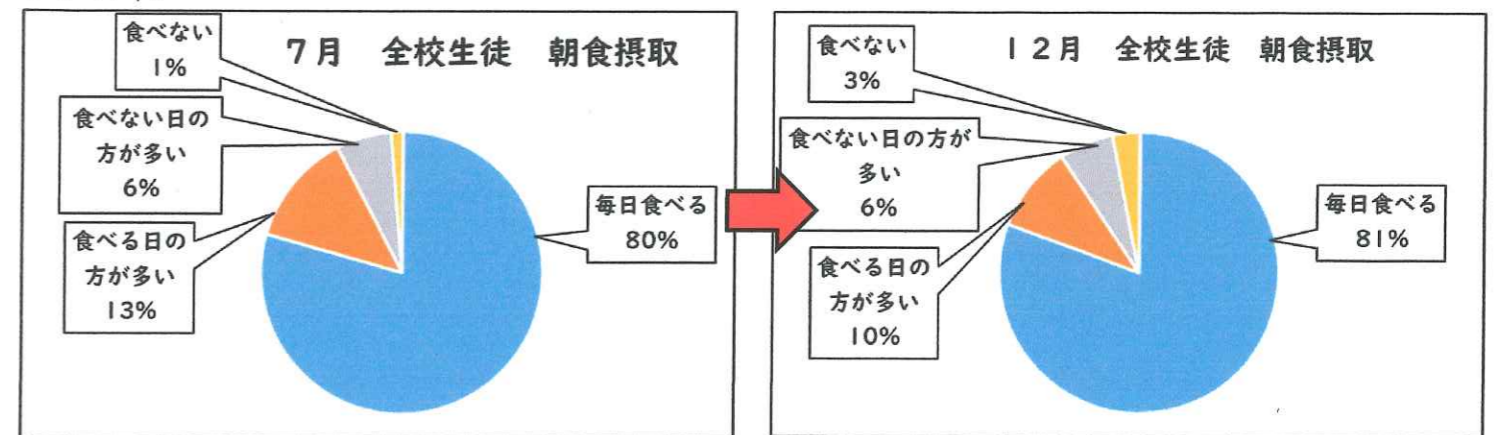 7月　全校生徒　朝食摂取
食べない
1%
食べない日の
方が多い
6%
食べる日の
方が多い
13%
毎日食べる
80%
12月　全校生徒　朝食摂取
食べない
3%
食べない日の方が
多い
6%
食べる日の
方が多い
10%
毎日食べる
81%